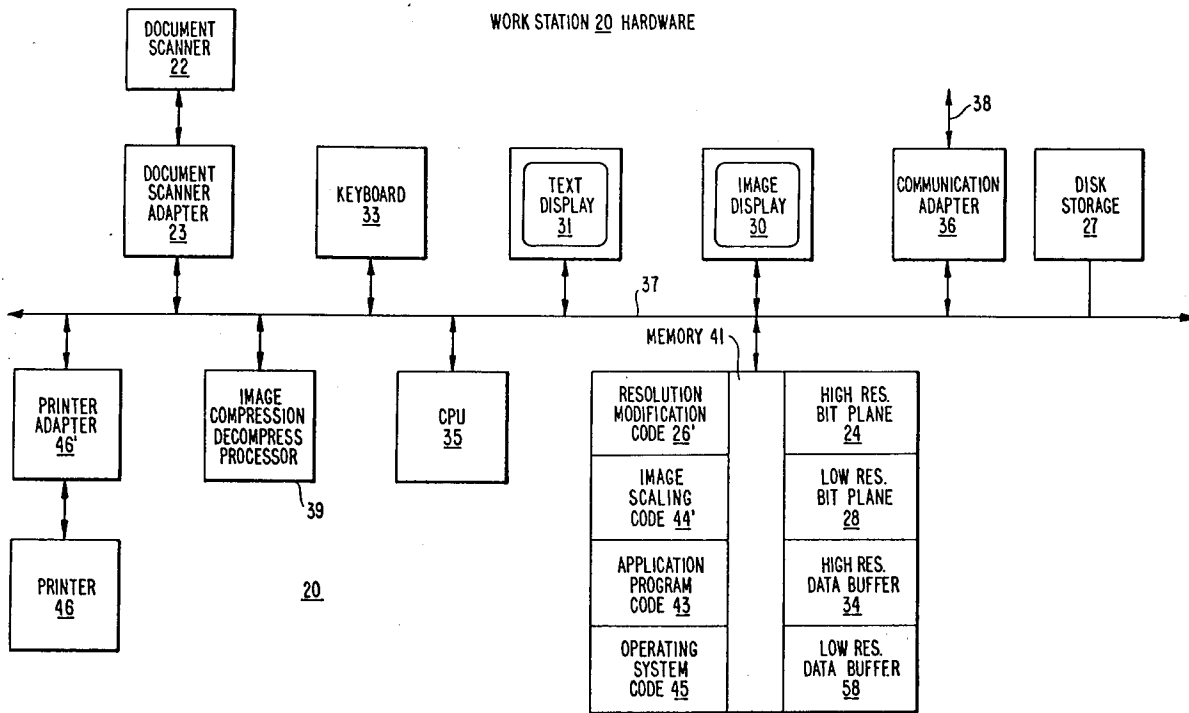 WORK STATION 20 HARDWARE
DOCUMENT
SCANNER
22
38
DOCUMENT
SCANNER
ADAPTER
23
KEYBOARD
33
TEXT
DISPLAY
31
IMAGE
DISPLAY
30
COMMUNICATION
ADAPTER
36
DISK
STORAGE
27
37
MEMORY 41
PRINTER
ADAPTER
46'
IMAGE
COMPRESSION
DECOMPRESS
PROCESSOR
39
CPU
35
RESOLUTION
MODIFICATION
CODE 26'
HIGH RES.
BIT PLANE
24
IMAGE
SCALING
CODE 44'
LOW RES.
BIT PLANE
28
APPLICATION
PROGRAM
CODE 43
HIGH RES.
DATA BUFFER
34
OPERATING
SYSTEM
CODE 45
LOW RES.
DATA BUFFER
58
PRINTER
46
20